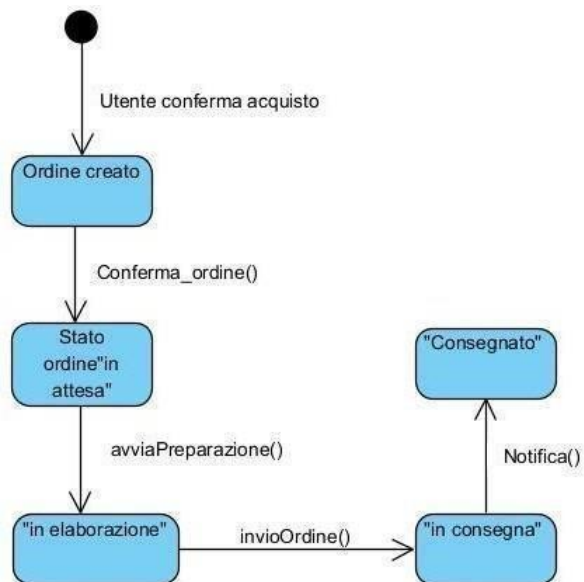 Utente conferma acquisto
Ordine creato
Conferma_ordine()
Stato
ordine"in
attesa"
avviaPreparazione()
"in elaborazione"
invioOrdine()
"in consegna"
Notifica()
"Consegnato"